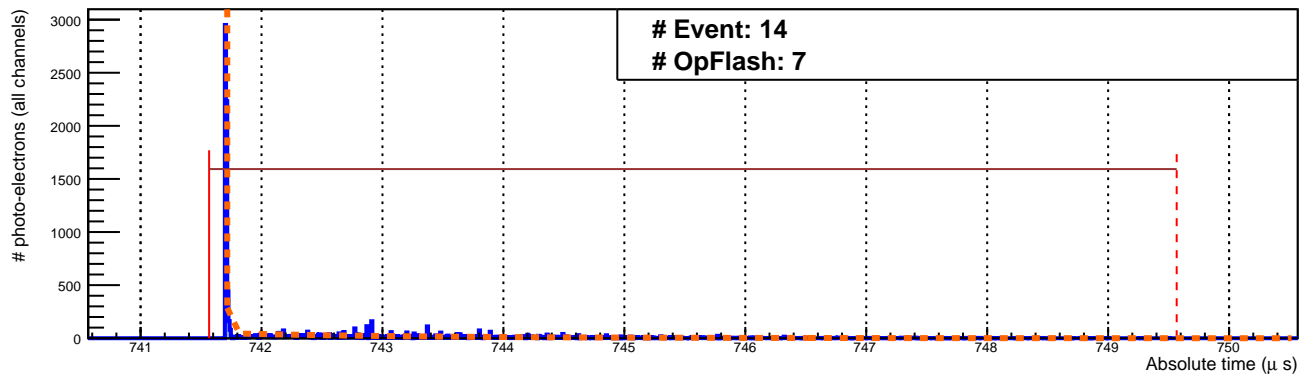 # Event: 14
# OpFlash: 7
# photo-electrons (all channels)
3000
2500
2000
1500
1000
500
0
741 742 743 744 745 746 747 748 749 750
Absolute time (μ s)